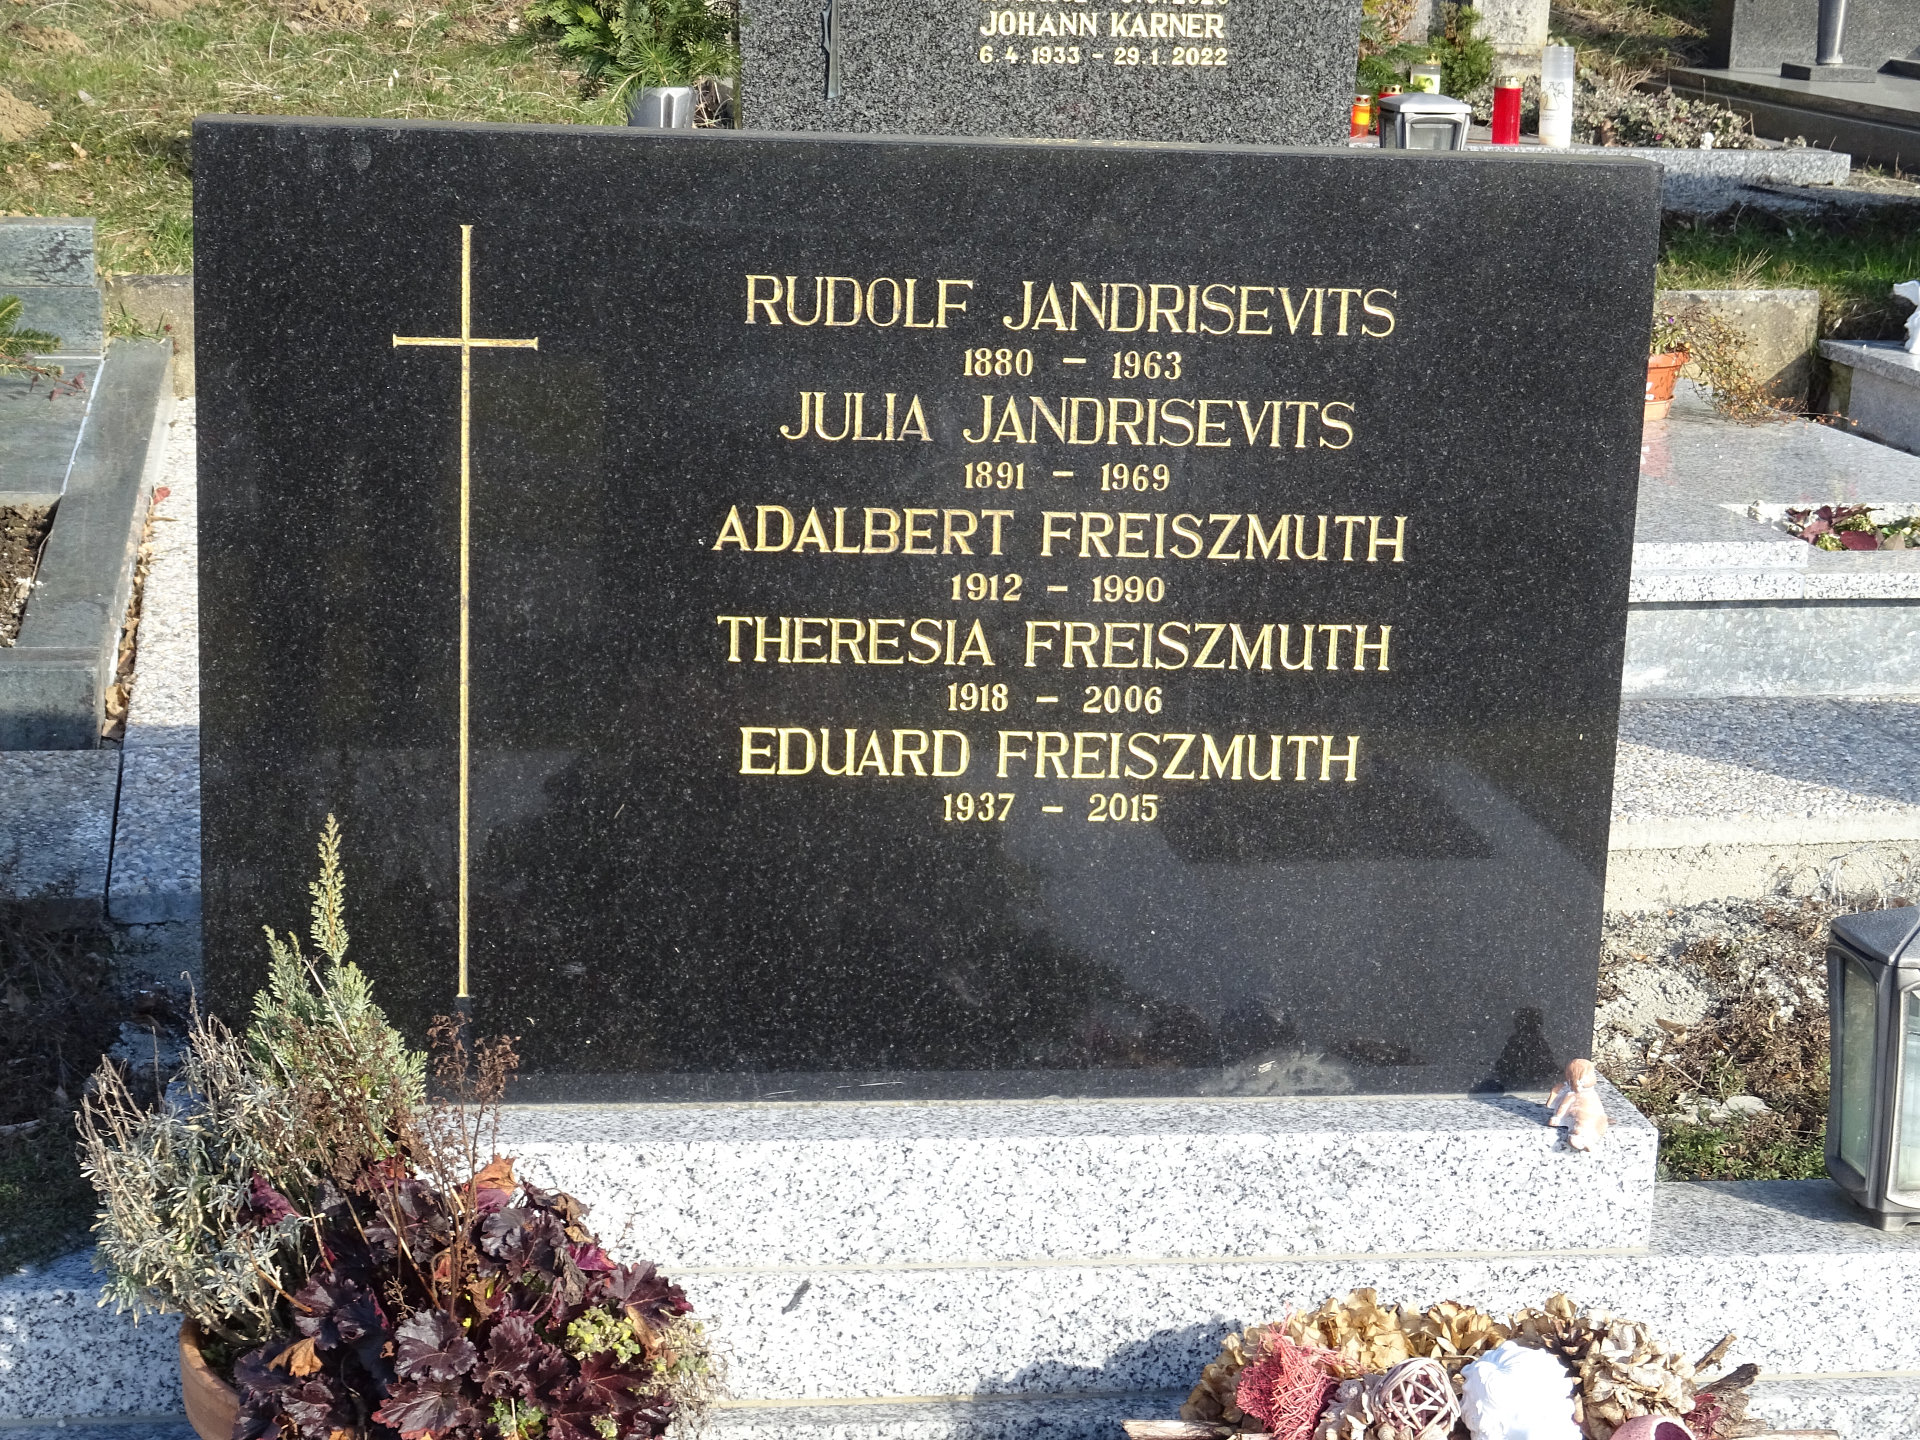 JOHANN KARNER
6.4.1933 - 29.1.2022
RUDOLF JANDRISEVITS
1880 - 1963
JULIA JANDRISEVITS
1891 - 1969
ADALBERT FREISZMUTH
1912 - 1990
THERESIA FREISZMUTH
1918 - 2006
EDUARD FREISZMUTH
1937 - 2015